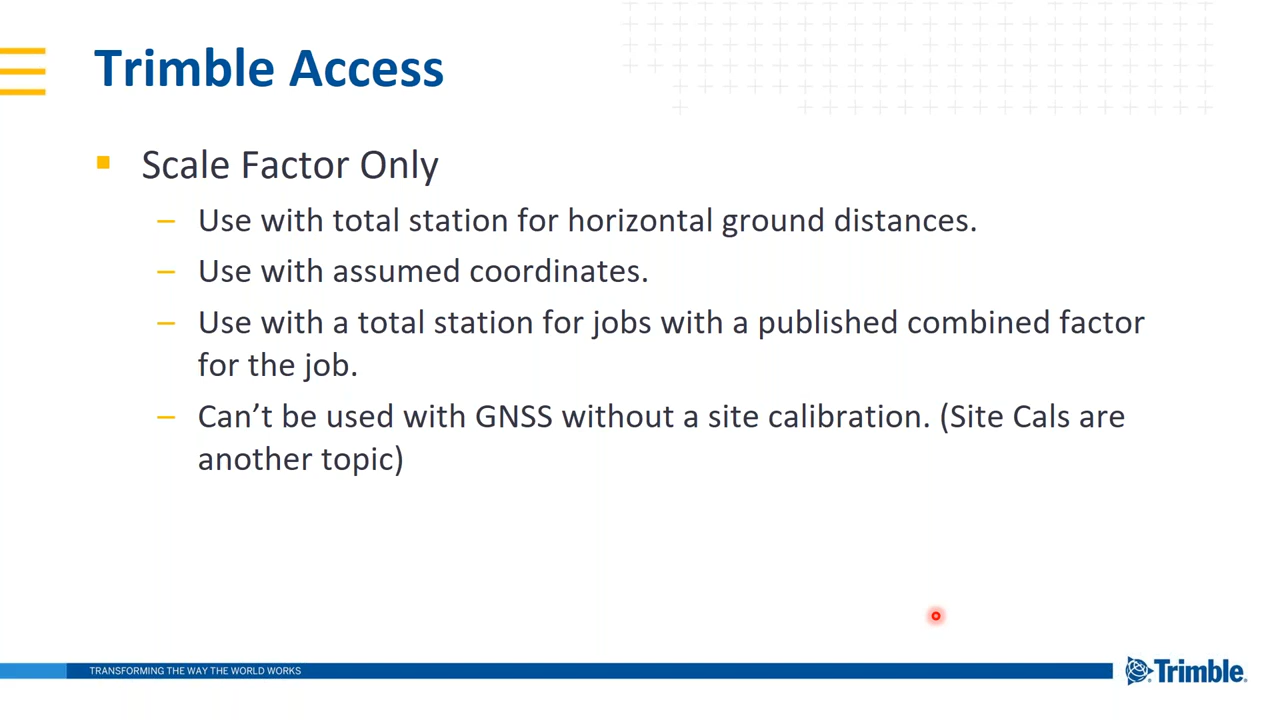 Trimble Access
Scale Factor Only
– Use with total station for horizontal ground distances.
– Use with assumed coordinates.
– Use with a total station for jobs with a published combined factor
for the job.
– Can’t be used with GNSS without a site calibration. (Site Cals are
another topic)
TRANSFORMING THE WAY THE WORLD WORKS
Trimble.